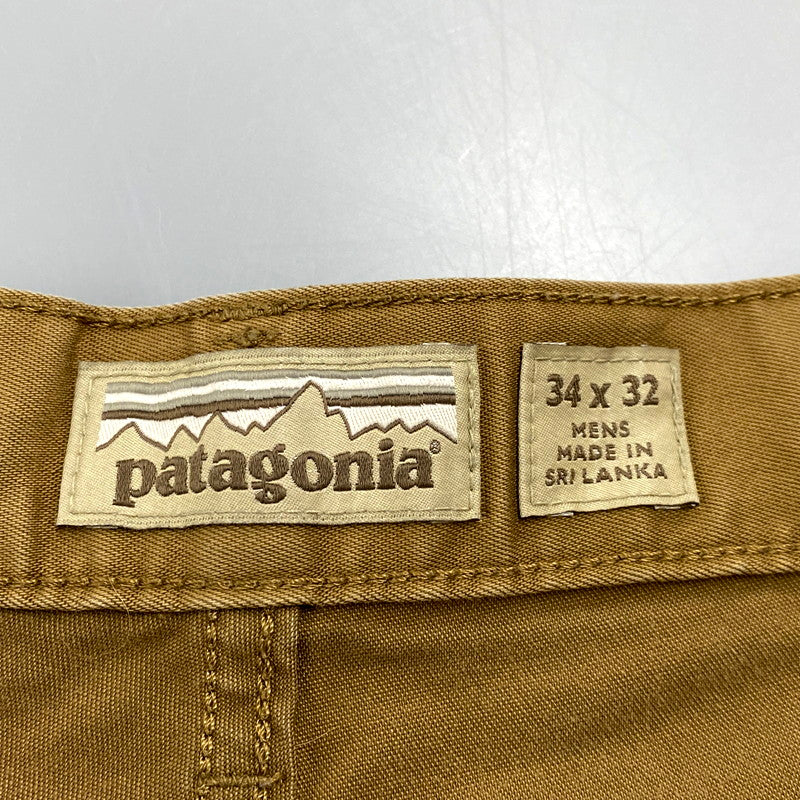 patagonia®
34 x 32
MENS
MADE IN
SRI LANKA